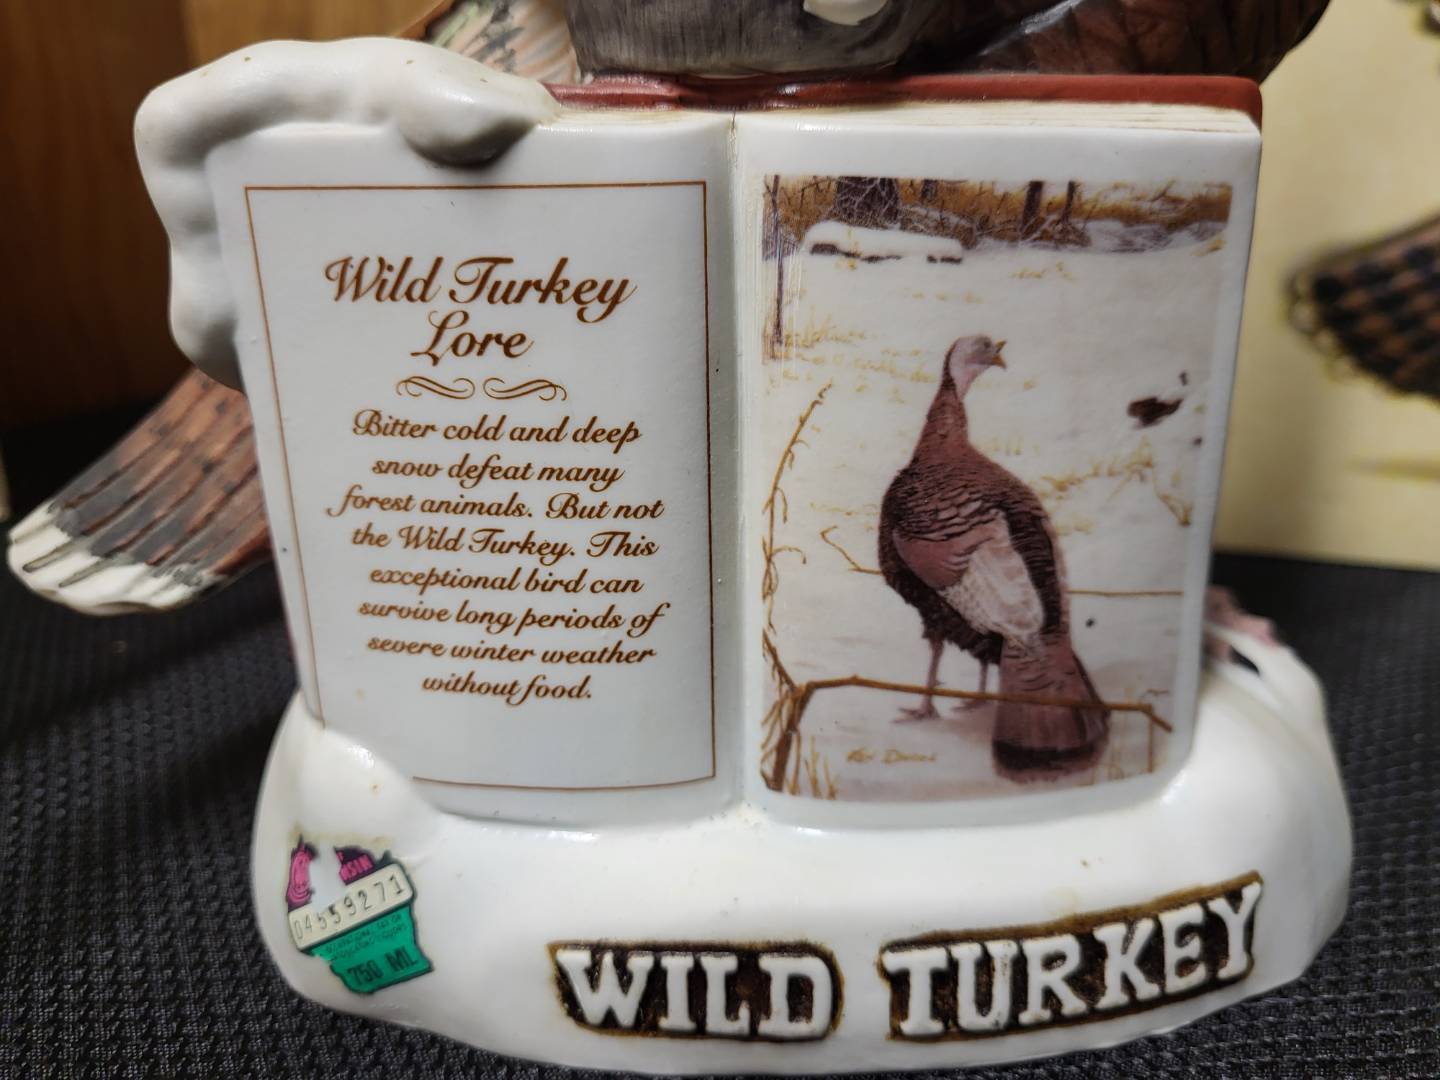 Wild Turkey
Lore
Bitter cold and deep
snow defeat many
forest animals. But not
the Wild Turkey. This
exceptional bird can
survive long periods of
severe winter weather
without food.
04559271
750 ML
WILD TURKEY